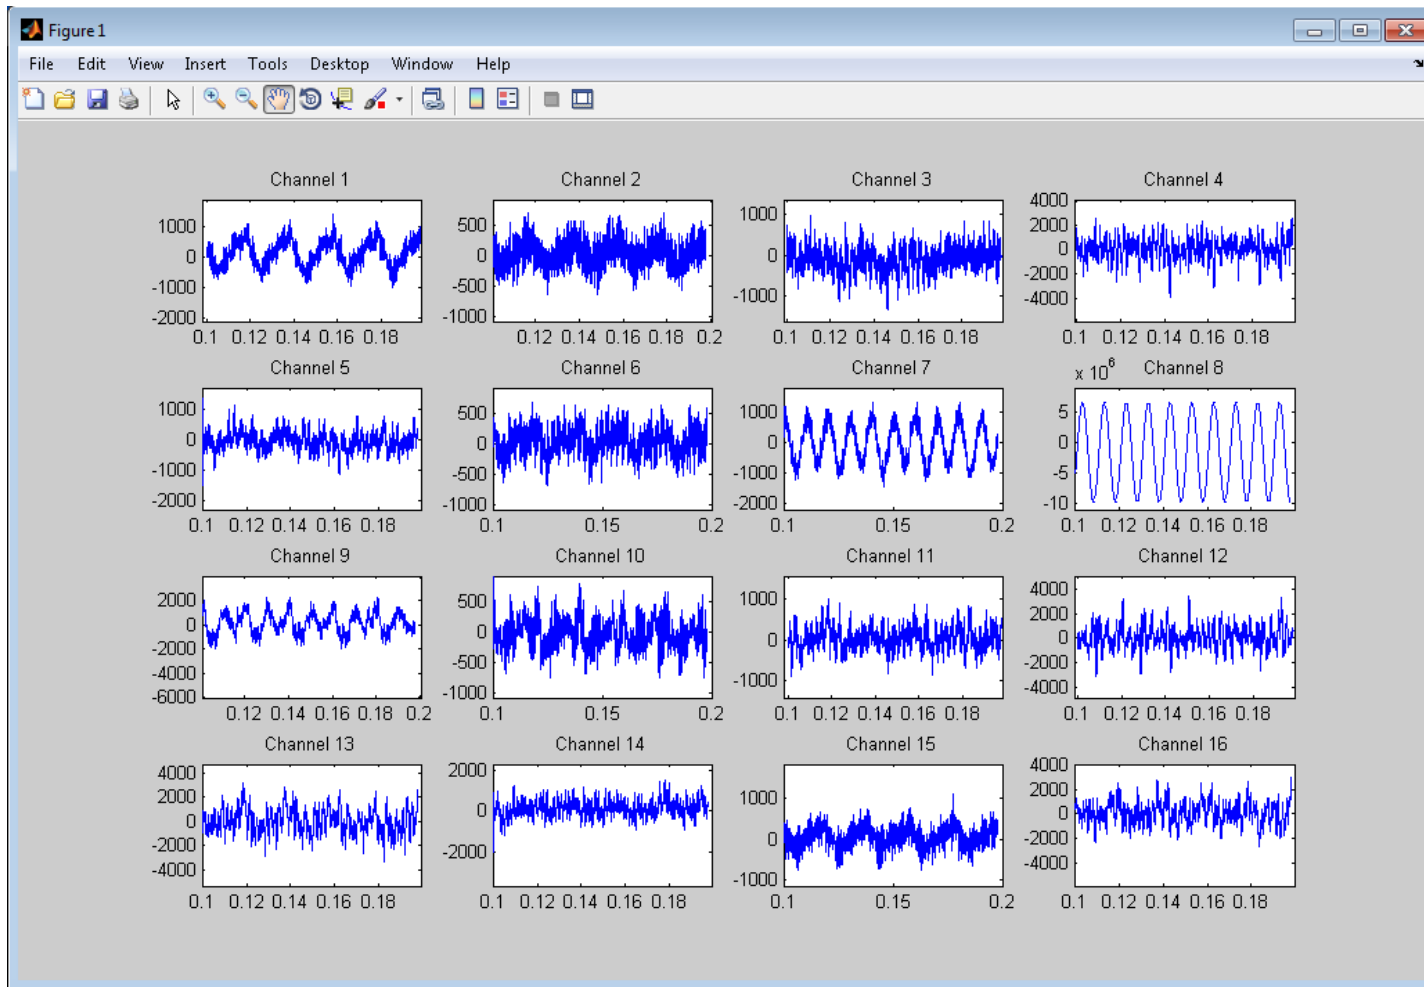 Figure 1
File Edit View Insert Tools Desktop Window Help
Channel 1
1000
0
-1000
-2000
0.1 0.12 0.14 0.16 0.18
Channel 2
500
0
-500
-1000
0.12 0.14 0.16 0.18 0.2
Channel 3
1000
0
-1000
0.1 0.12 0.14 0.16 0.18
Channel 4
4000
2000
0
-2000
-4000
0.1 0.12 0.14 0.16 0.18
Channel 5
1000
0
-1000
-2000
0.1 0.12 0.14 0.16 0.18
Channel 6
500
0
-500
-1000
0.1 0.15 0.2
Channel 7
1000
0
-1000
-2000
0.1 0.15 0.2
x 10^6 Channel 8
5
0
-5
-10
0.1 0.12 0.14 0.16 0.18
Channel 9
2000
0
-2000
-4000
-6000
0.12 0.14 0.16 0.18 0.2
Channel 10
500
0
-500
-1000
0.1 0.15 0.2
Channel 11
1000
0
-1000
0.1 0.12 0.14 0.16 0.18
Channel 12
4000
2000
0
-2000
-4000
0.1 0.12 0.14 0.16 0.18
Channel 13
4000
2000
0
-2000
-4000
0.1 0.12 0.14 0.16 0.18
Channel 14
2000
0
-2000
0.1 0.12 0.14 0.16 0.18
Channel 15
1000
0
-1000
0.1 0.15 0.2
Channel 16
4000
2000
0
-2000
-4000
0.1 0.12 0.14 0.16 0.18